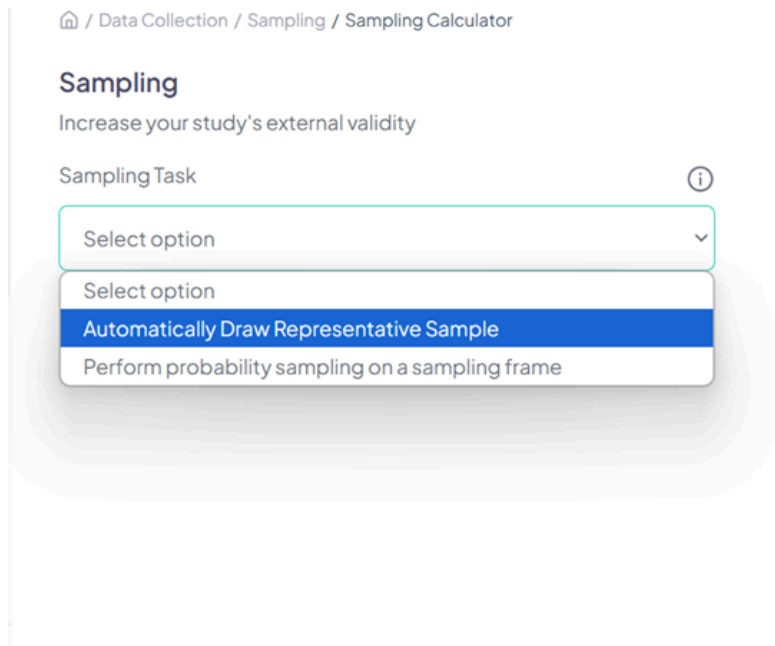 / Data Collection / Sampling / Sampling Calculator
Sampling
Increase your study's external validity
Sampling Task
Select option
Select option
Automatically Draw Representative Sample
Perform probability sampling on a sampling frame